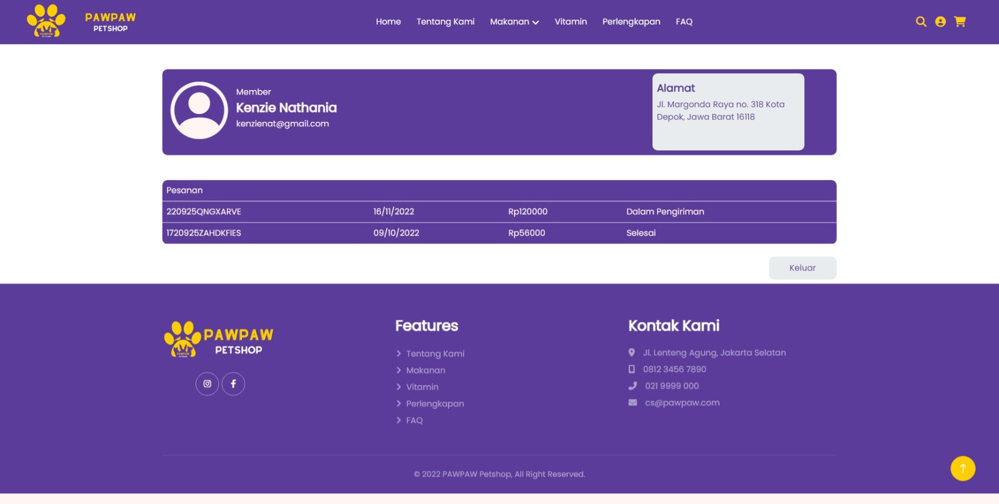 PAWPAW
PETSHOP
Home Tentang Kami Makanan Vitamin Perlengkapan FAQ
Member
Kenzie Nathania
kenzienat@gmail.com
Alamat
Jl. Margonda Raya no. 318 Kota
Depok, Jawa Barat 16118
Pesanan
220925QNGXARVE 16/11/2022 Rp120000 Dalam Pengiriman
1720925ZAHDKFIES 09/10/2022 Rp56000 Selesai
Keluar
PAWPAW
PETSHOP
Features
Tentang Kami
Makanan
Vitamin
Perlengkapan
FAQ
Kontak Kami
Jl. Lenteng Agung, Jakarta Selatan
0812 3456 7890
021 9999 000
cs@pawpaw.com
© 2022 PAWPAW Petshop, All Right Reserved.